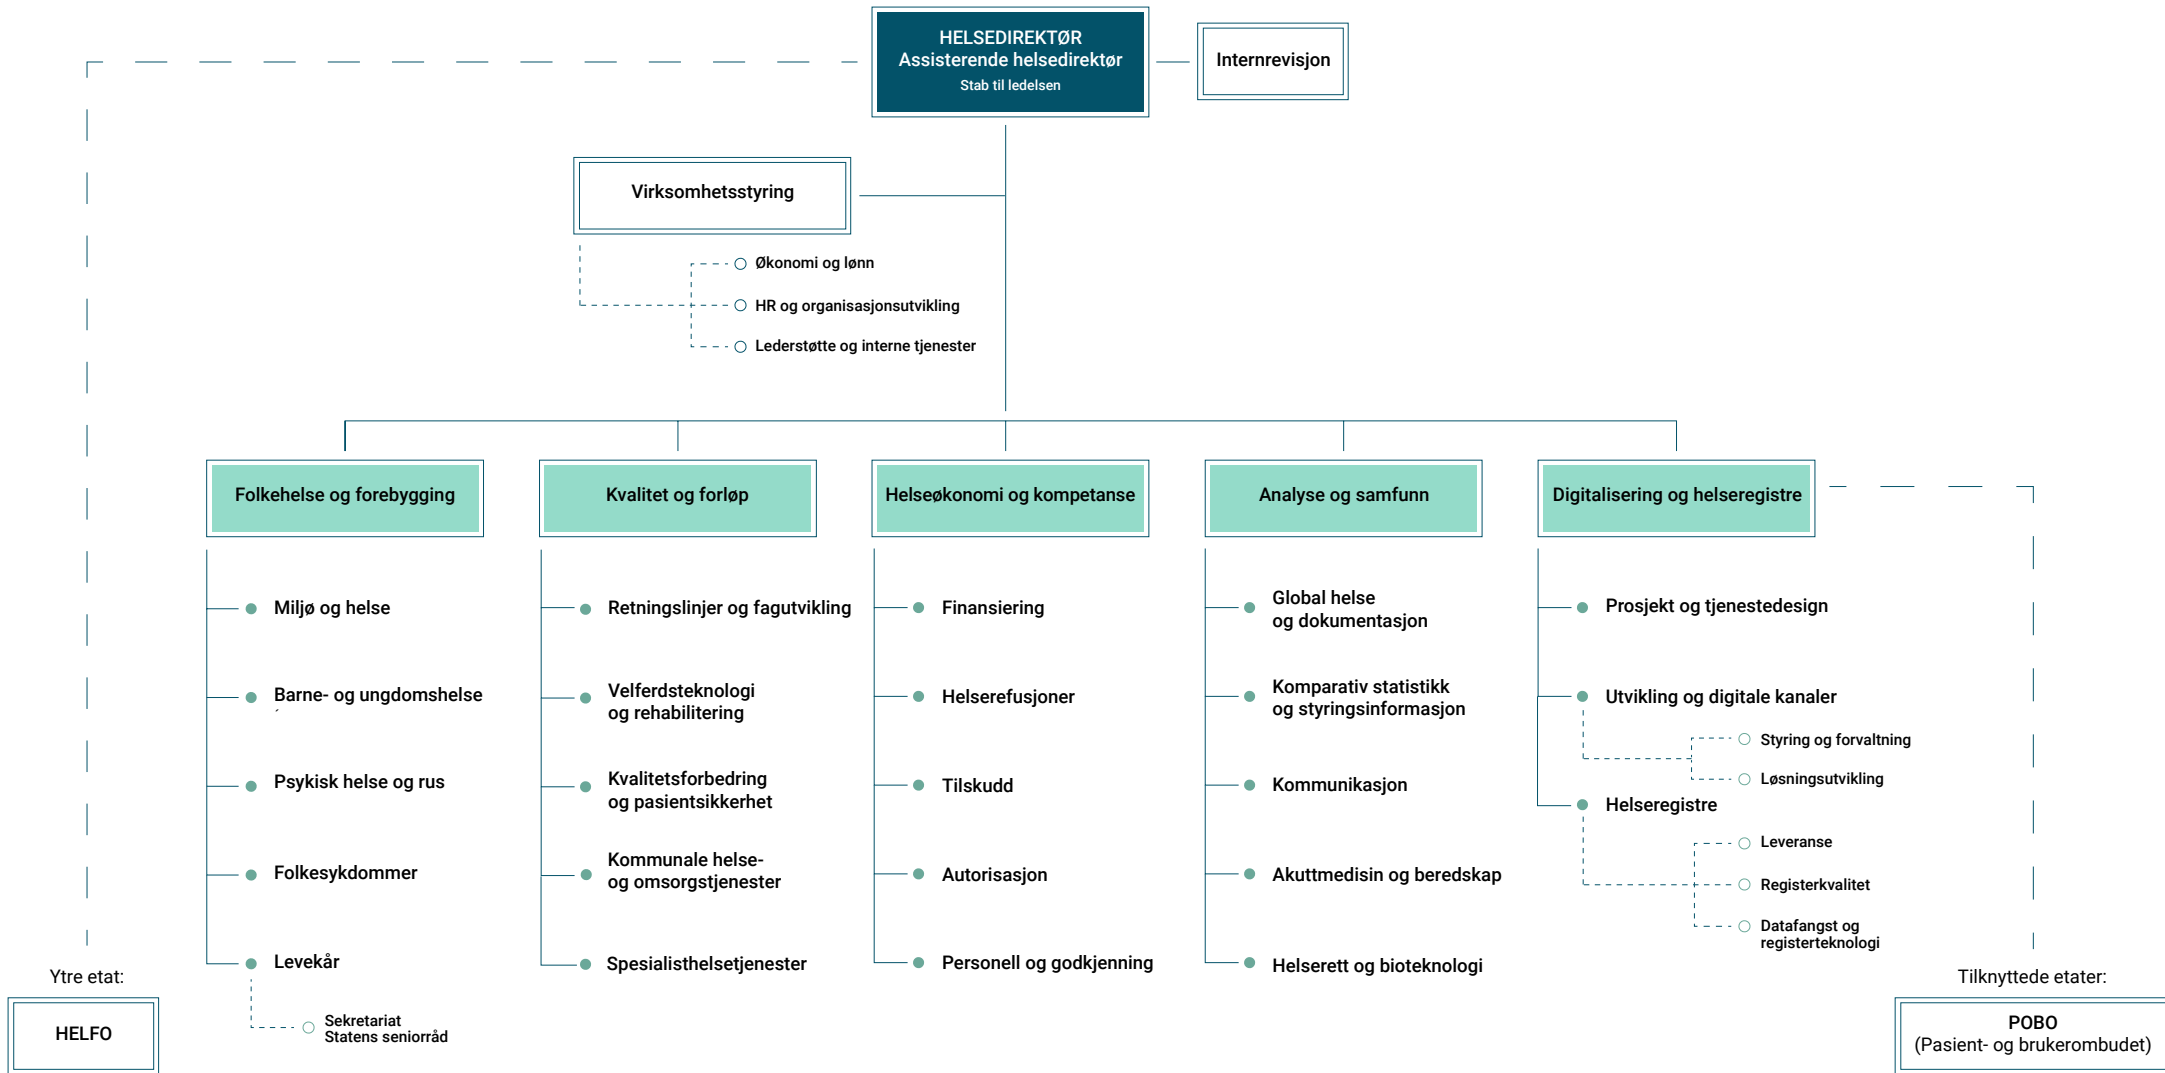 HELSEDIREKTØR
Assisterende helsedirektør
Stab til ledelsen
Internrevisjon
Virksomhetsstyring
Økonomi og lønn
HR og organisasjonsutvikling
Lederstøtte og interne tjenester
Folkehelse og forebygging
Miljø og helse
Barne- og ungdomshelse
Psykisk helse og rus
Folkesykdommer
Levekår
Sekretariat
Statens seniorråd
Kvalitet og forløp
Retningslinjer og fagutvikling
Velferdsteknologi
og rehabilitering
Kvalitetsforbedring
og pasientsikkerhet
Kommunale helse-
og omsorgstjenester
Spesialisthelsetjenester
Helseøkonomi og kompetanse
Finansiering
Helserefusjoner
Tilskudd
Autorisasjon
Personell og godkjenning
Analyse og samfunn
Global helse
og dokumentasjon
Komparativ statistikk
og styringsinformasjon
Kommunikasjon
Akuttmedisin og beredskap
Helserett og bioteknologi
Digitalisering og helseregistre
Prosjekt og tjenestedesign
Utvikling og digitale kanaler
Styring og forvaltning
Løsningsutvikling
Helseregistre
Leveranse
Registerkvalitet
Datafangst og
registerteknologi
Ytre etat:
HELFO
Tilknyttede etater:
POBO
(Pasient- og brukerombudet)